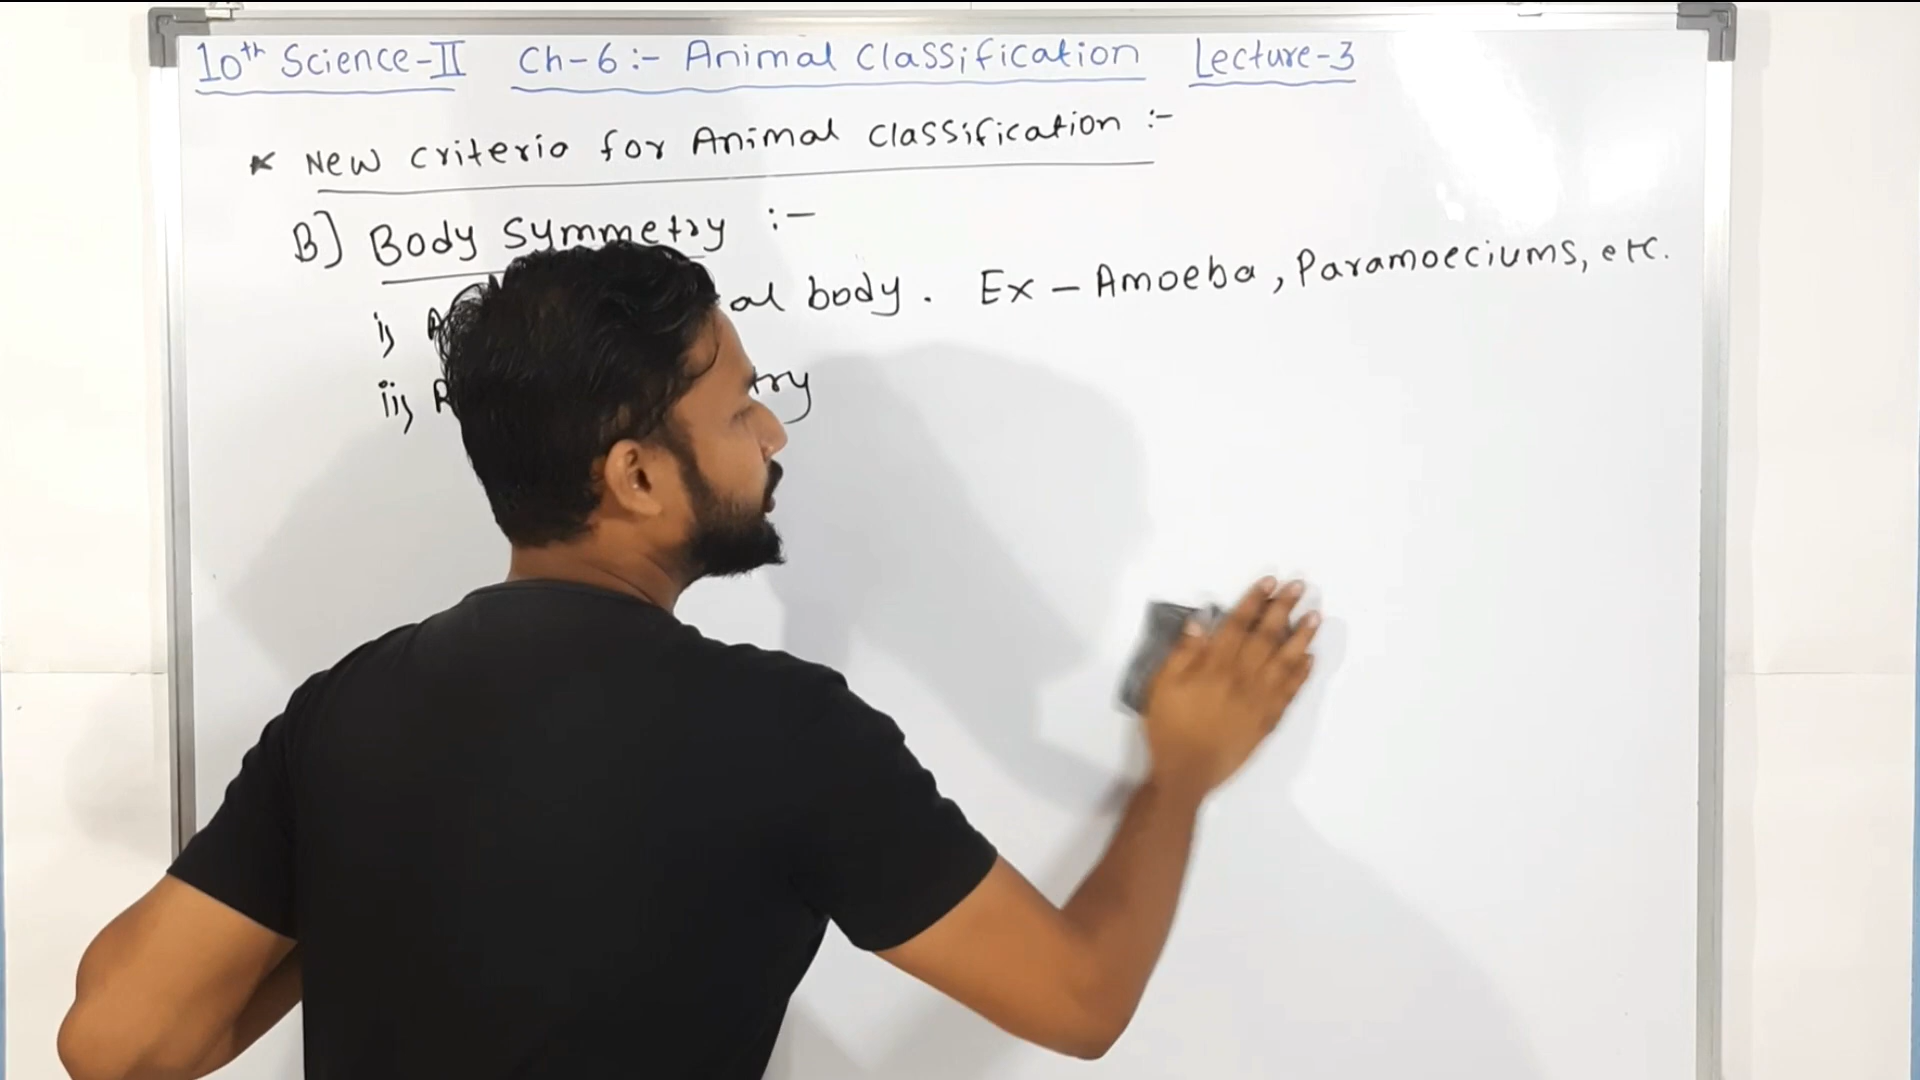 10th Science-II Ch-6:- Animal Classification Lecture-3
* New criteria for Animal Classification :-
B] Body Symmetry :-
i) body. Ex - Amoeba, Paramoeciums, etc.
ii)